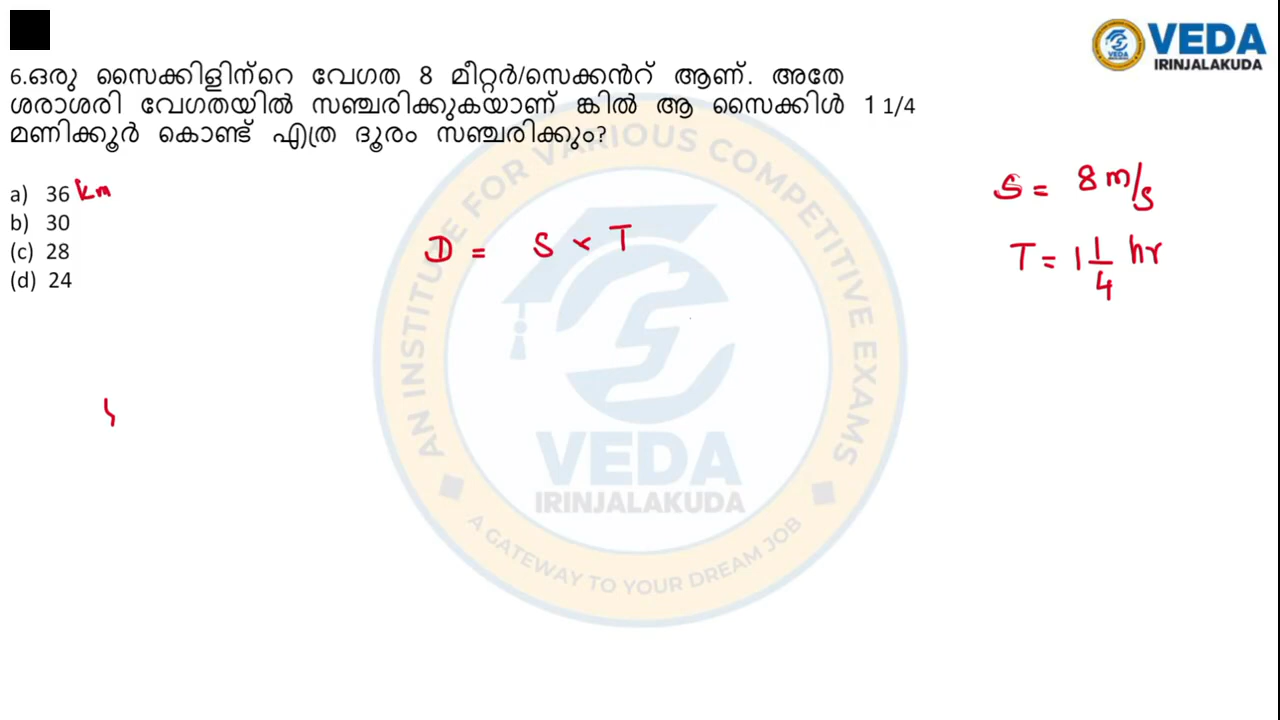 VEDA
IRINJALAKUDA
6.ഒരു സൈക്കിളിന്റെ വേഗത 8 മീറ്റർ/സെക്കൻറ് ആണ്. അതേ
ശരാശരി വേഗതയിൽ സഞ്ചരിക്കുകയാണ് ങ്കിൽ ആ സൈക്കിൾ 1 1/4
മണിക്കൂർ കൊണ്ട് എത്ര ദൂരം സഞ്ചരിക്കും?
a) 36 km
b) 30
(c) 28
(d) 24
D = S × T
S = 8 m/s
T = 1 1/4 hr
AN INSTITUTE FOR VARIOUS COMPETITIVE EXAMS
VEDA
IRINJALAKUDA
A GATEWAY TO YOUR DREAM JOB